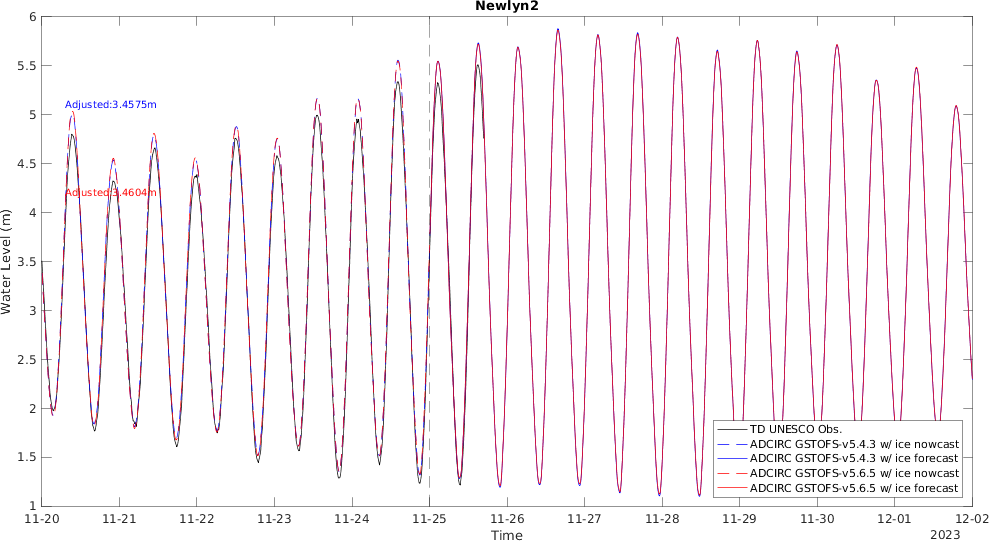 Newlyn2
6
5.5
5
4.5
4
3.5
3
2.5
2
1.5
1
Water Level (m)
Adjusted:3.4575m
Adjusted:3.4604m
TD UNESCO Obs.
ADCIRC GSTOFS-v5.4.3 w/ ice nowcast
ADCIRC GSTOFS-v5.4.3 w/ ice forecast
ADCIRC GSTOFS-v5.6.5 w/ ice nowcast
ADCIRC GSTOFS-v5.6.5 w/ ice forecast
11-20 11-21 11-22 11-23 11-24 11-25 11-26 11-27 11-28 11-29 11-30 12-01 12-02
Time
2023